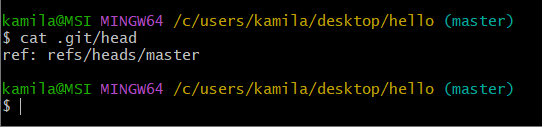 kamila@MSI MINGW64 /c/users/kamila/desktop/hello (master)
$ cat .git/head
ref: refs/heads/master
kamila@MSI MINGW64 /c/users/kamila/desktop/hello (master)
$